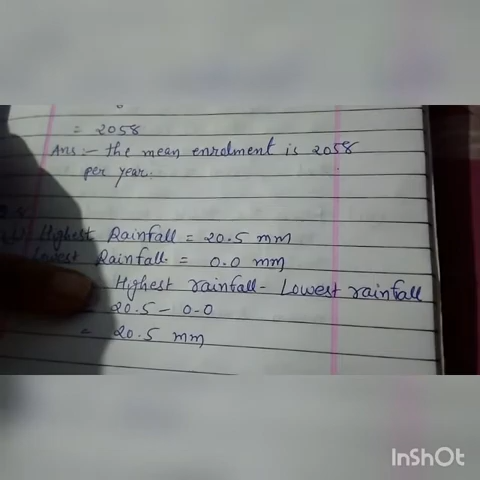 = 2058
Ans :- the mean enrolment is 2058
per year.
Highest Rainfall = 20.5 mm
Lowest Rainfall = 0.0 mm
Highest rainfall - Lowest rainfall
20.5 - 0.0
= 20.5 mm
InShOt